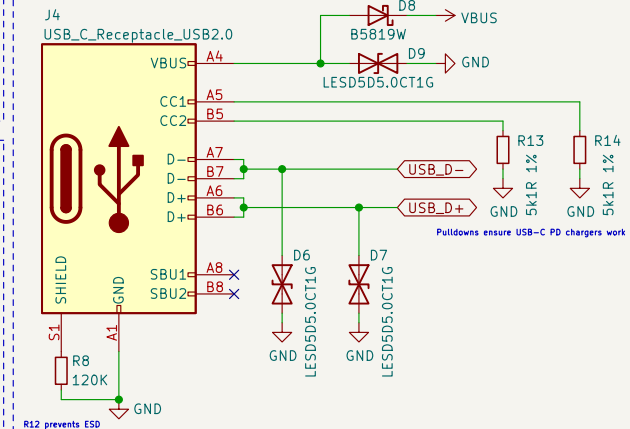 J4
USB_C_Receptacle_USB2.0
D8
VBUS
B5819W
VBUS A4
D9
GND
LESD5D5.0CT1G
CC1 A5
CC2 B5
R13
5k1R 1%
GND
R14
5k1R 1%
GND
D- A7
D- B7
USB_D-
D+ A6
D+ B6
USB_D+
Pulldowns ensure USB-C PD chargers work
D6
LESD5D5.0CT1G
GND
D7
LESD5D5.0CT1G
GND
SBU1 A8
SBU2 B8
SHIELD
GND
S1
A1
R8
120K
GND
R12 prevents ESD